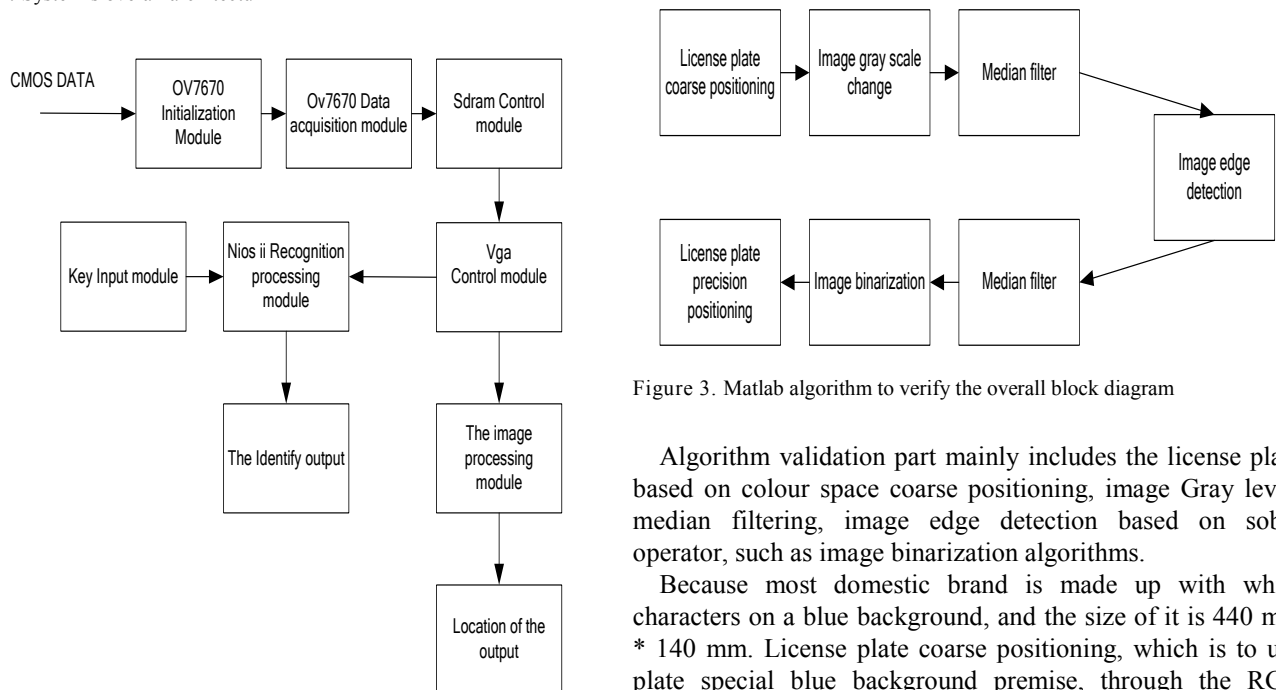 CMOS DATA
OV7670
Initialization
Module
Ov7670 Data
acquisition module
Sdram Control
module
Key Input module
Nios ii Recognition
processing
module
Vga
Control module
The Identify output
The image
processing
module
Location of the
output
License plate
coarse positioning
Image gray scale
change
Median filter
Image edge
detection
License plate
precision
positioning
Image binarization
Median filter
Figure 3. Matlab algorithm to verify the overall block diagram
Algorithm validation part mainly includes the license
based on colour space coarse positioning, image Gray
median filtering, image edge detection based on
operator, such as image binarization algorithms.
Because most domestic brand is made up with
characters on a blue background, and the size of it is 440
* 140 mm. License plate coarse positioning, which is to
plate special blue background premise, through the